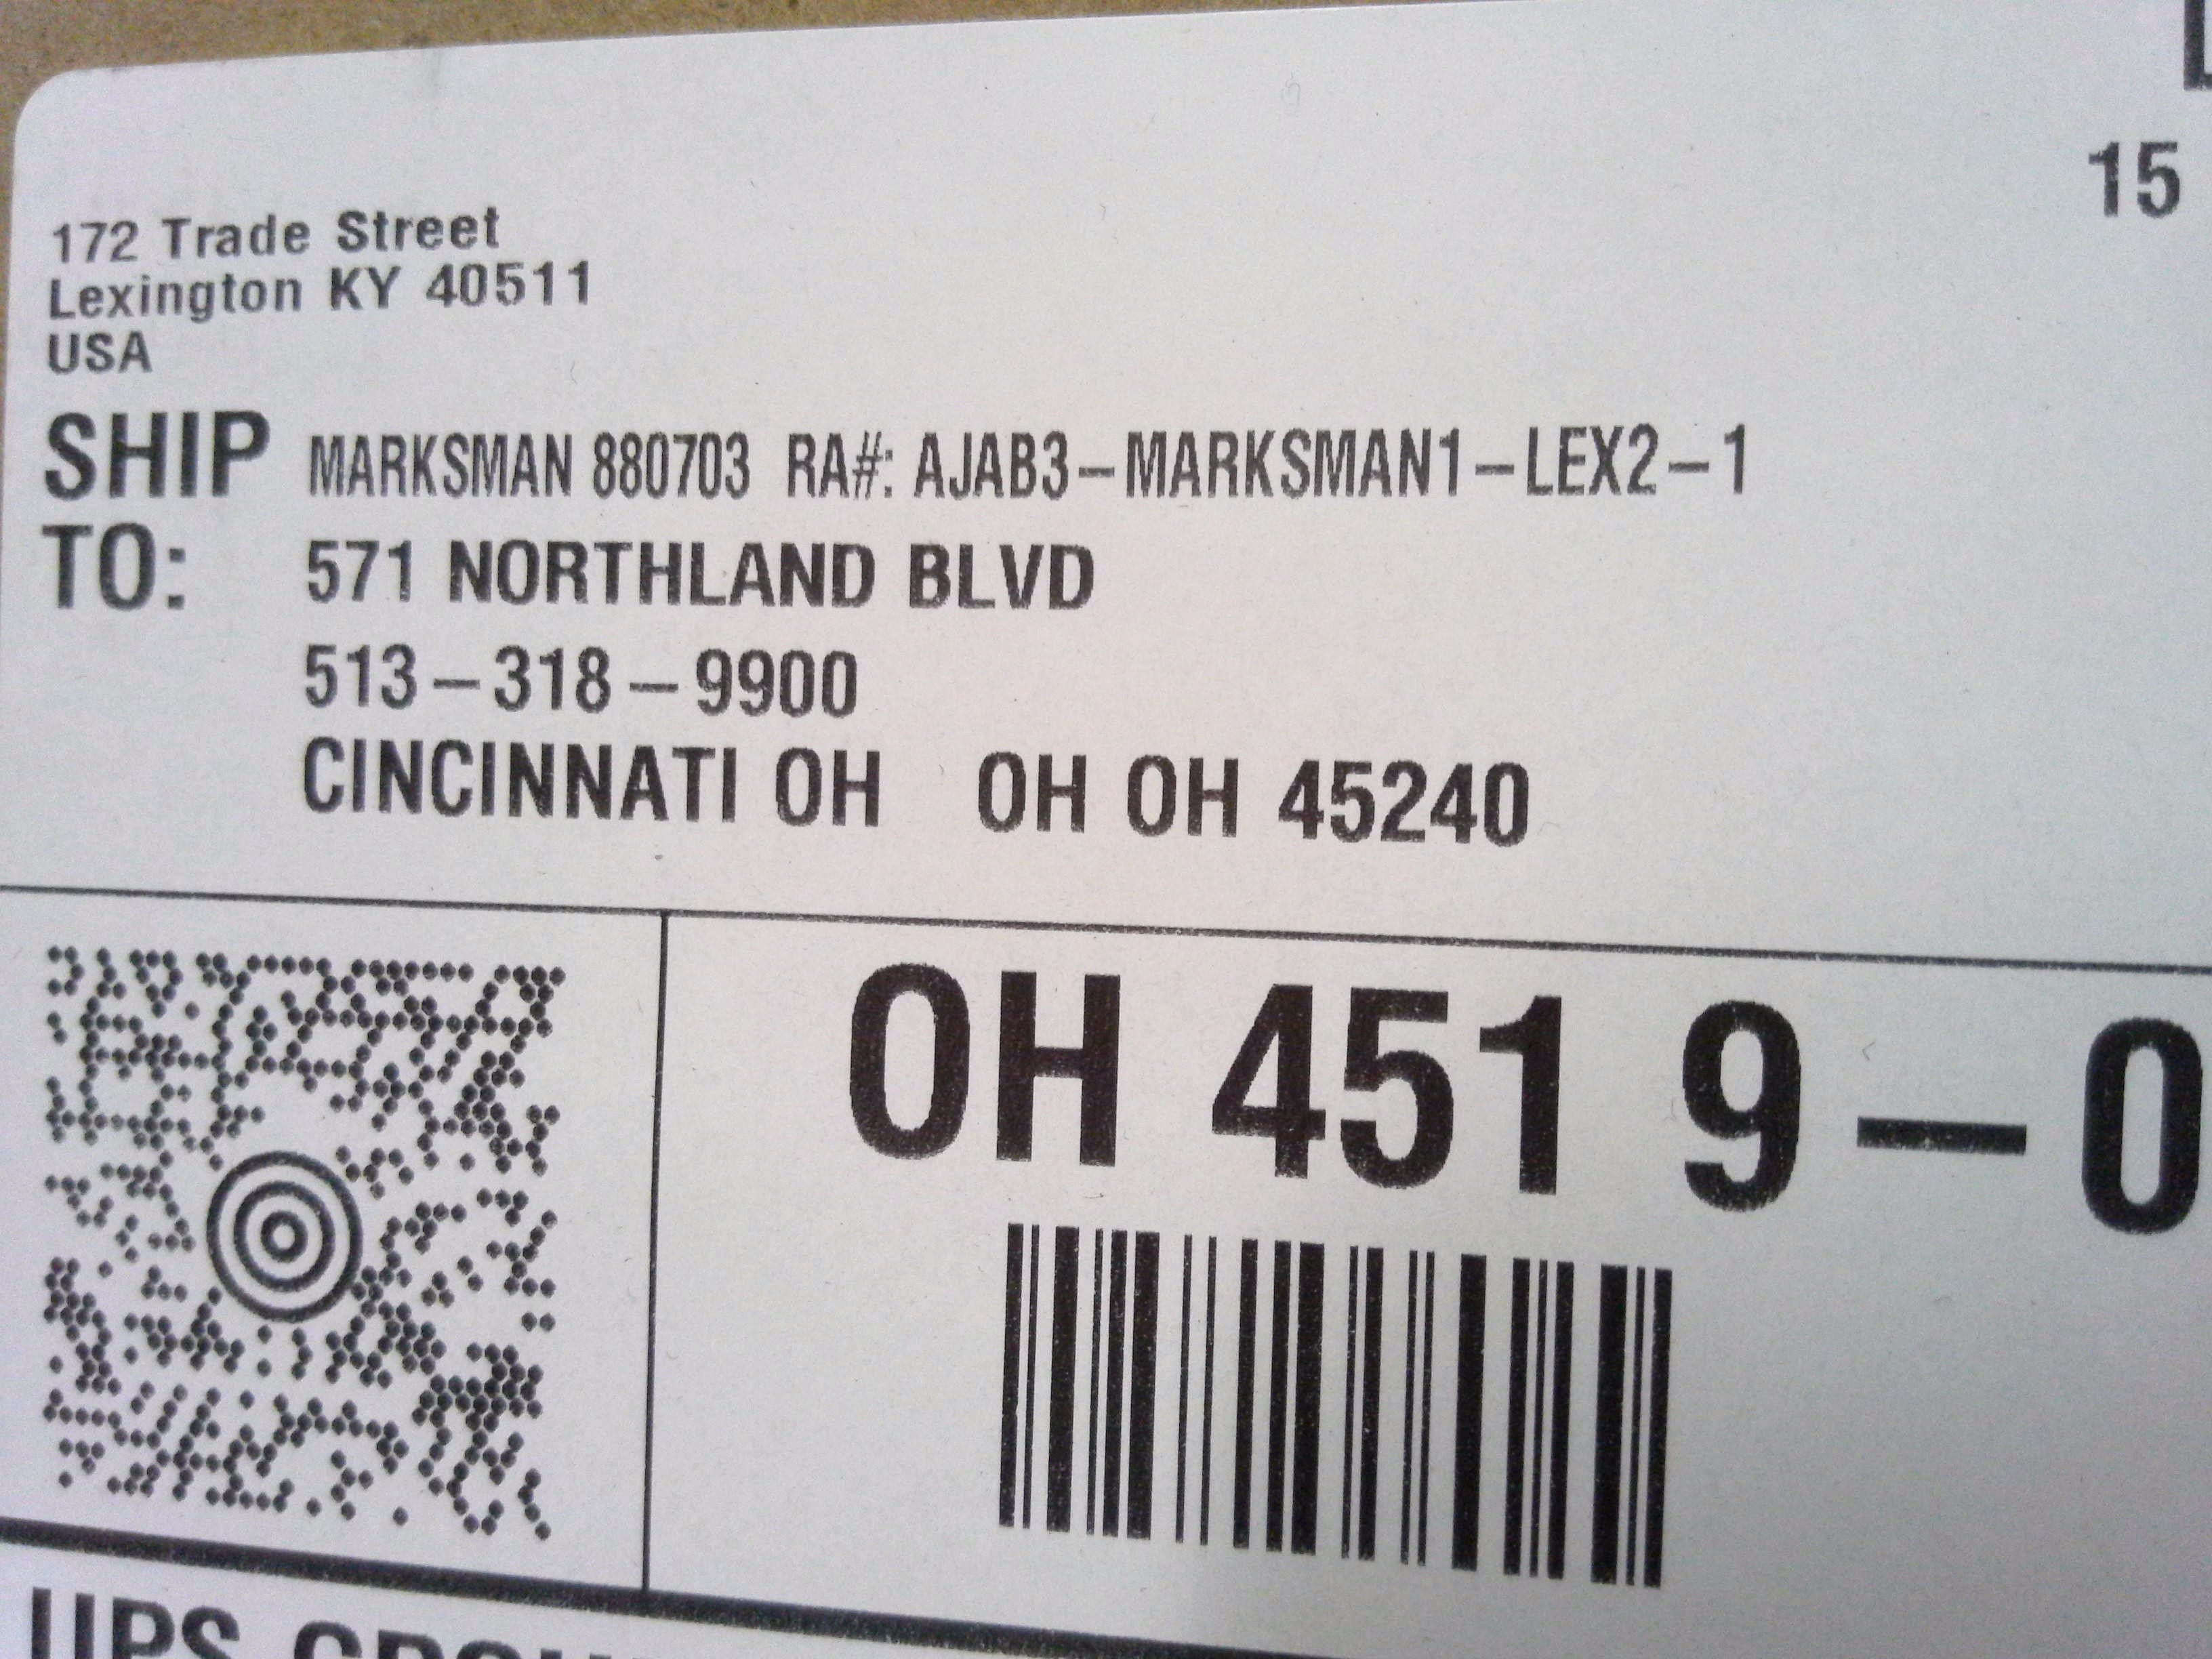 15
172 Trade Street
Lexington KY 40511
USA
SHIP TO: MARKSMAN 880703 RA#: AJAB3-MARKSMAN1-LEX2-1
571 NORTHLAND BLVD
513-318-9900
CINCINNATI OH OH OH 45240
OH 451 9-0
UPS